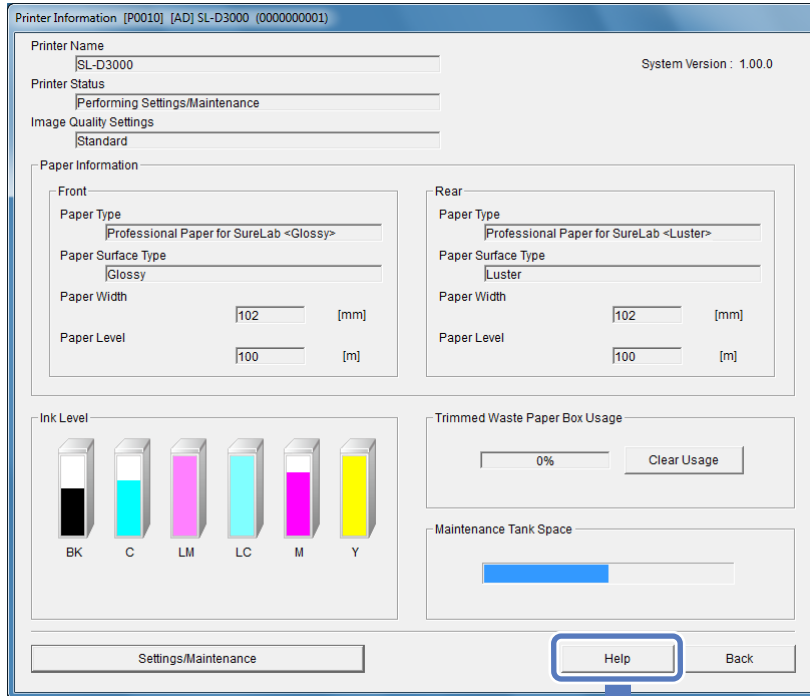 Printer Information [P0010] [AD] SL-D3000 (0000000001)
Printer Name
SL-D3000
System Version : 1.00.0
Printer Status
Performing Settings/Maintenance
Image Quality Settings
Standard
Paper Information
Front
Paper Type
Professional Paper for SureLab <Glossy>
Paper Surface Type
Glossy
Paper Width
102 [mm]
Paper Level
100 [m]
Rear
Paper Type
Professional Paper for SureLab <Luster>
Paper Surface Type
Luster
Paper Width
102 [mm]
Paper Level
100 [m]
Ink Level
BK C LM LC M Y
Trimmed Waste Paper Box Usage
0% Clear Usage
Maintenance Tank Space
Settings/Maintenance Help Back